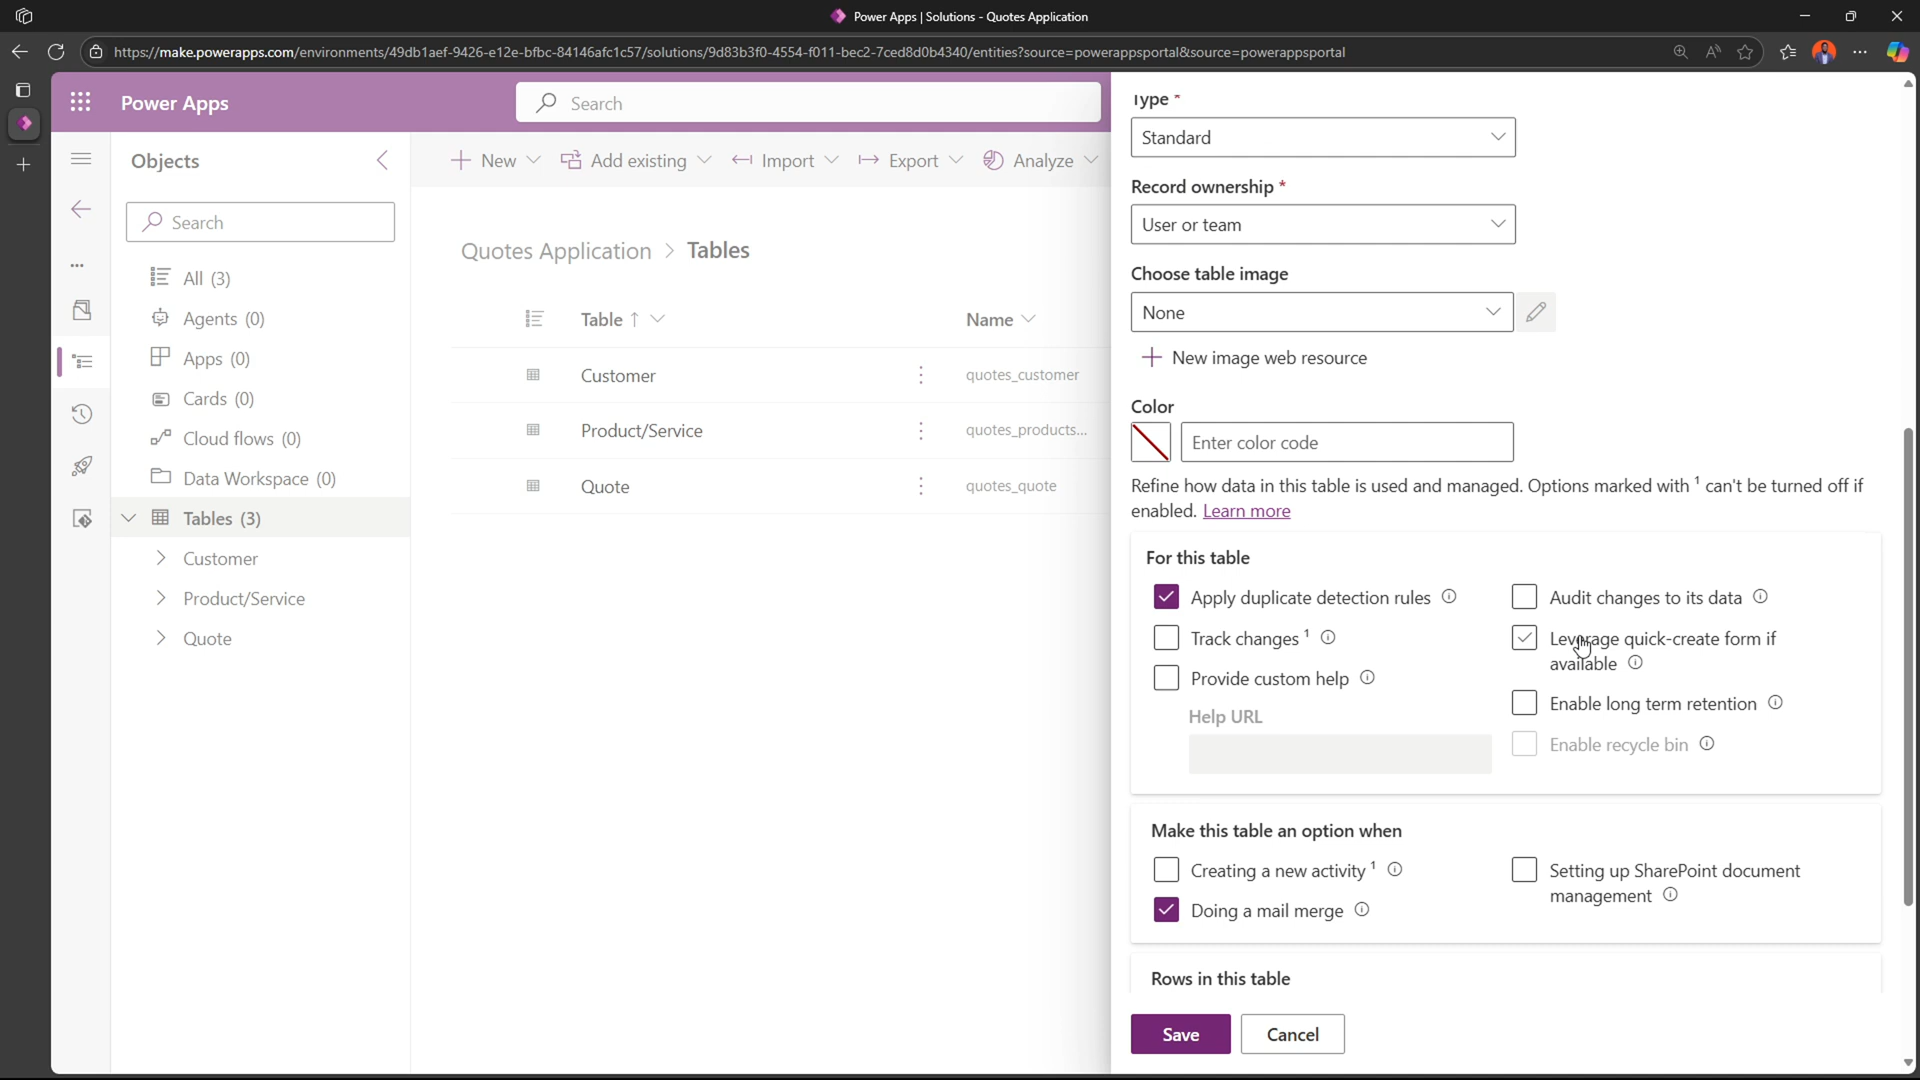 Power Apps | Solutions - Quotes Application
https://make.powerapps.com/environments/49db1aef-9426-e12e-bfbc-84146afc1c57/solutions/9d83b3f0-4554-f011-bec2-7ced8d0b4340/entities?source=powerappsportal&source=powerappsportal
Power Apps
Search
Objects
Search
All (3)
Agents (0)
Apps (0)
Cards (0)
Cloud flows (0)
Data Workspace (0)
Tables (3)
Customer
Product/Service
Quote
New
Add existing
Import
Export
Analyze
Quotes Application > Tables
Table ↑
Name
Customer
quotes_customer
Product/Service
quotes_products...
Quote
quotes_quote
Type *
Standard
Record ownership *
User or team
Choose table image
None
New image web resource
Color
Enter color code
Refine how data in this table is used and managed. Options marked with ¹ can't be turned off if
enabled. Learn more
For this table
Apply duplicate detection rules
Track changes ¹
Provide custom help
Help URL
Audit changes to its data
Leverage quick-create form if
available
Enable long term retention
Enable recycle bin
Make this table an option when
Creating a new activity ¹
Doing a mail merge
Setting up SharePoint document
management
Rows in this table
Save
Cancel